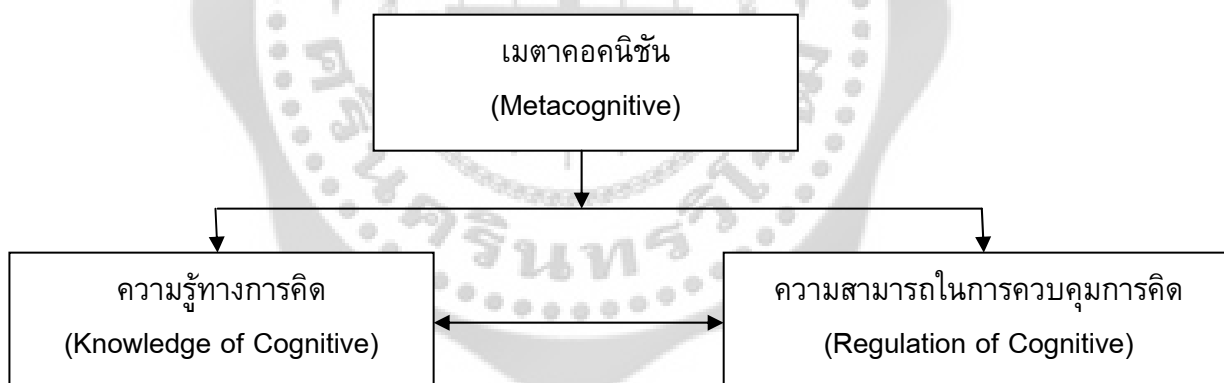 เมตาคอคนิชัน
(Metacognitive)
ความรู้ทางการคิด
(Knowledge of Cognitive)
ความสามารถในการควบคุมการคิด
(Regulation of Cognitive)